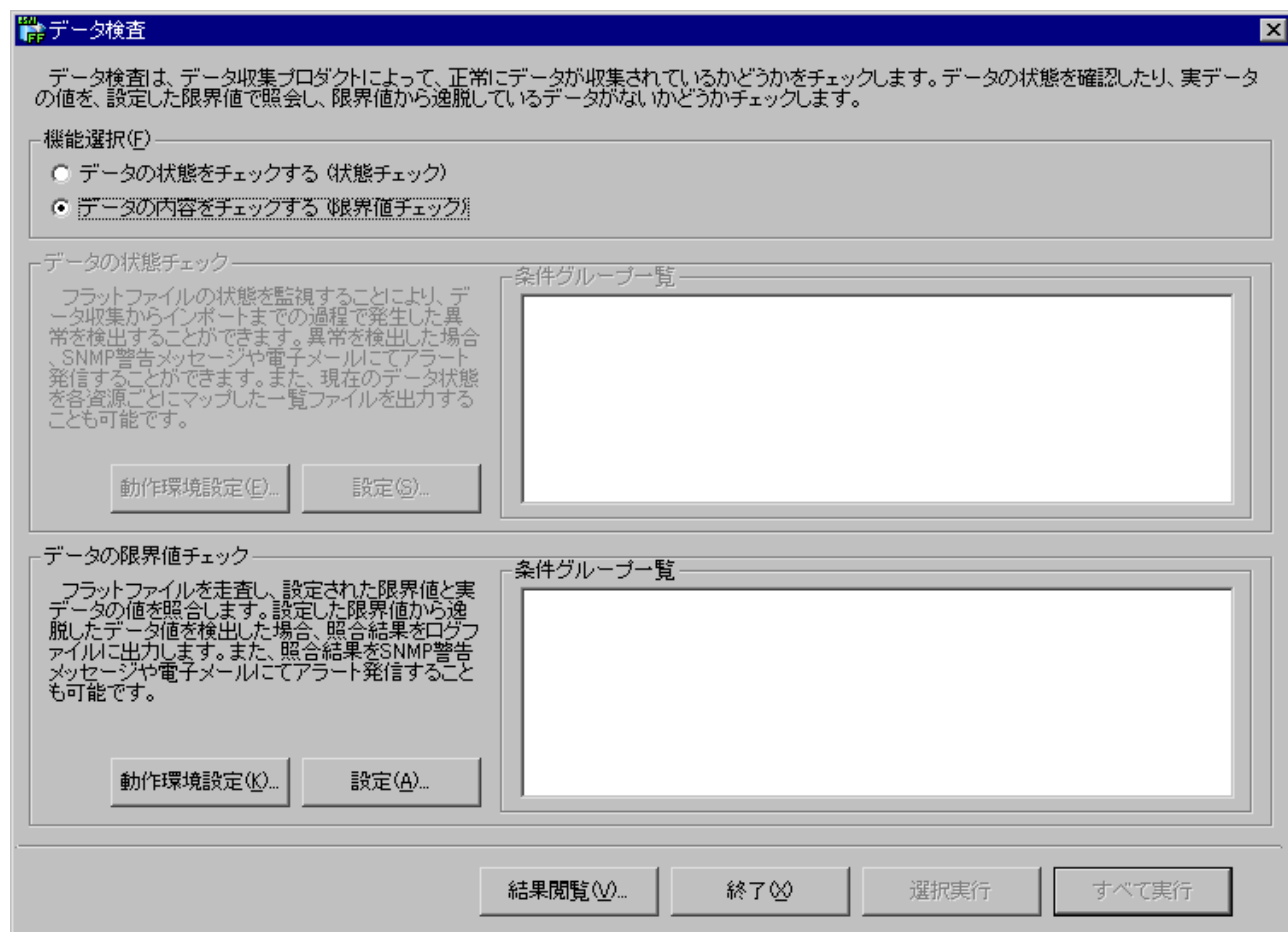 データ検査
データ検査は、データ収集プロダクトによって、正常にデータが収集されているかどうかをチェックします。データの状態を確認したり、実データ
の値を、設定した限界値で照会し、限界値から逸脱しているデータがないかどうかチェックします。
機能選択(F)
データの状態をチェックする (状態チェック)
データの内容をチェックする (限界値チェック)
データの状態チェック
フラットファイルの状態を監視することにより、デ
ータ収集からインポートまでの過程で発生した異
常を検出することができます。異常を検出した場合
、SNMP警告メッセージや電子メールにてアラート
発信することができます。また、現在のデータ状態
を各資源ごとにマップした一覧ファイルを出力する
ことも可能です。
動作環境設定(E)... 設定(S)...
条件グループ一覧
データの限界値チェック
フラットファイルを走査し、設定された限界値と実
データの値を照合します。設定した限界値から逸
脱したデータ値を検出した場合、照合結果をログフ
ァイルに出力します。また、照合結果をSNMP警告
メッセージや電子メールにてアラート発信すること
も可能です。
動作環境設定(K)... 設定(A)...
条件グループ一覧
結果閲覧(V)... 終了(X) 選択実行 すべて実行